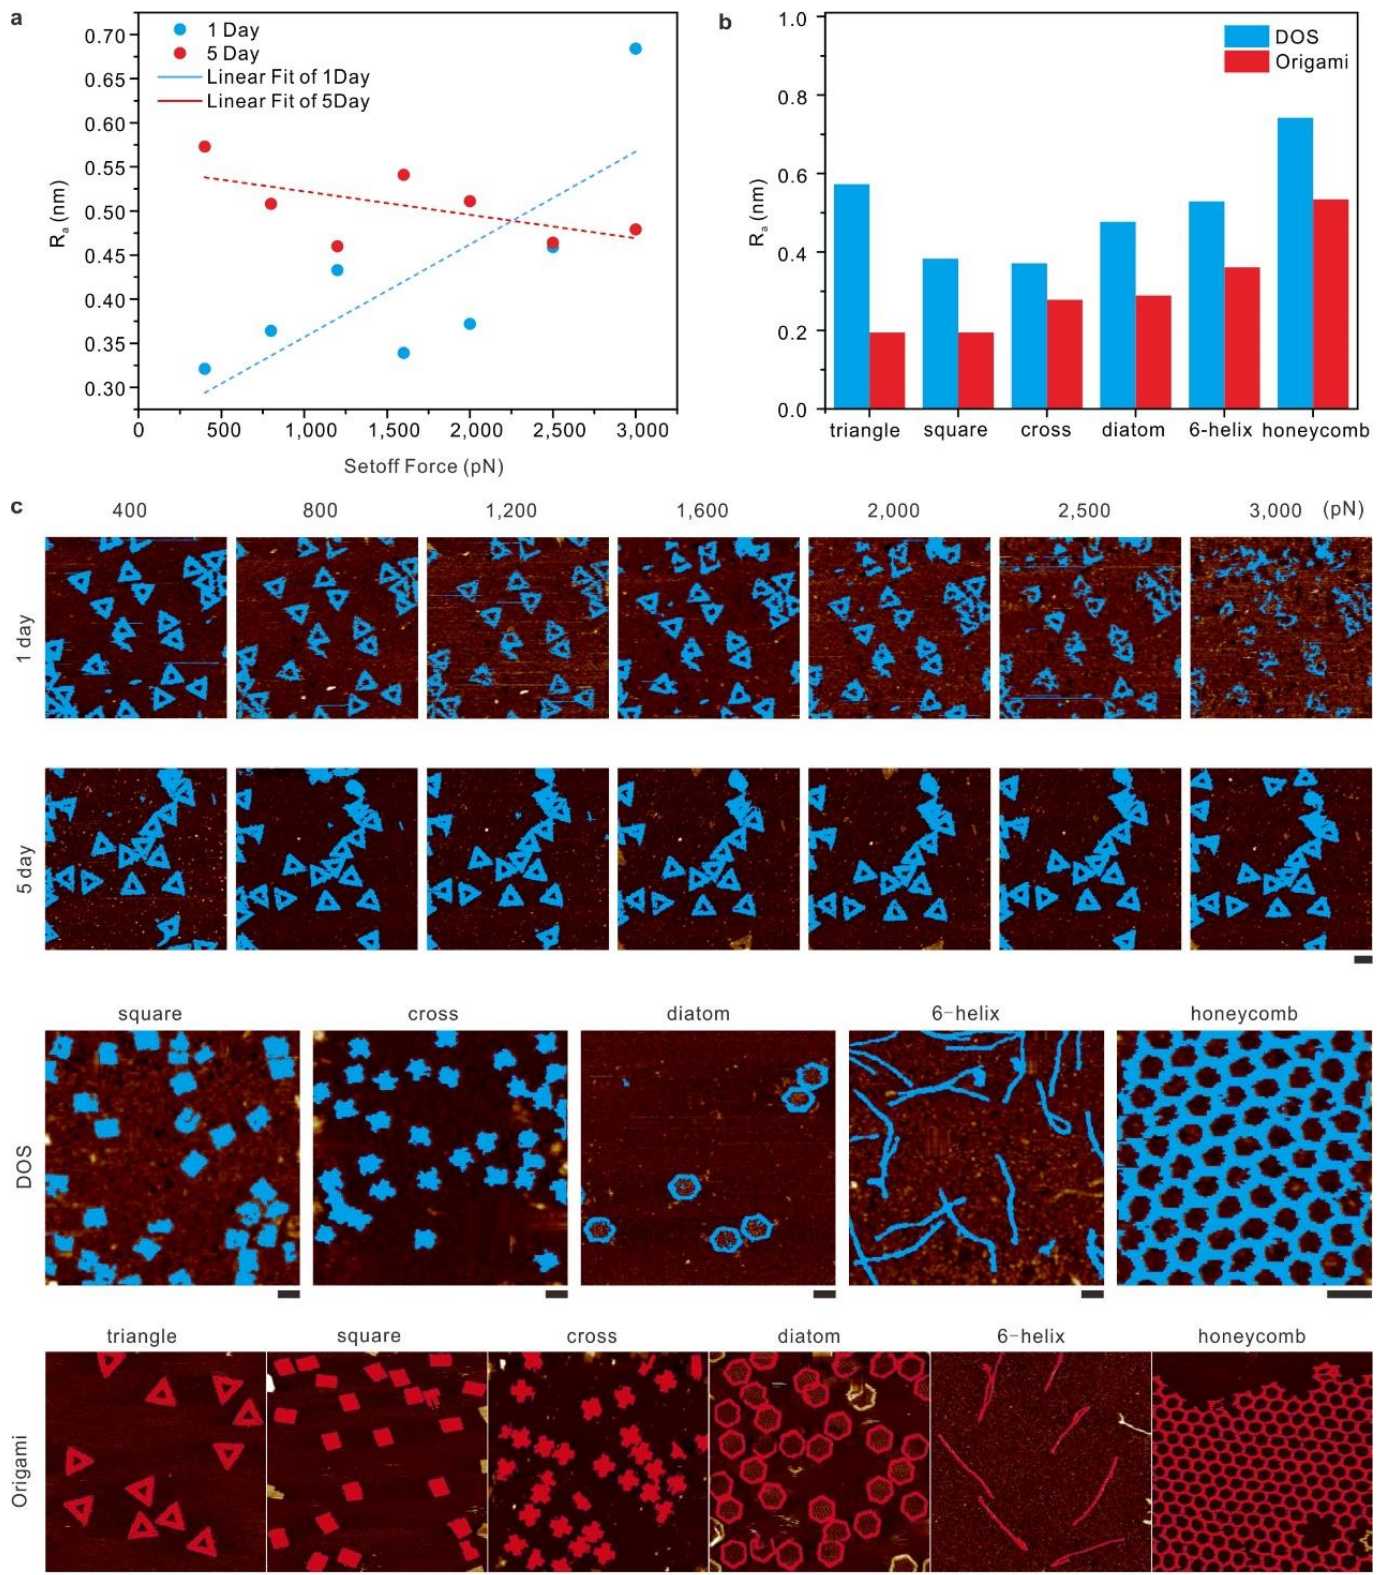 a
0.70
0.65
0.60
0.55
0.50
0.45
0.40
0.35
0.30
Ra (nm)
1 Day
5 Day
Linear Fit of 1Day
Linear Fit of 5Day
0 500 1,000 1,500 2,000 2,500 3,000
Setoff Force (pN)
b
1.0
0.8
0.6
0.4
0.2
0.0
Ra (nm)
DOS
Origami
triangle square cross diatom 6-helix honeycomb
c
400 800 1,200 1,600 2,000 2,500 3,000 (pN)
1 day
5 day
square cross diatom 6-helix honeycomb
DOS
triangle square cross diatom 6-helix honeycomb
Origami